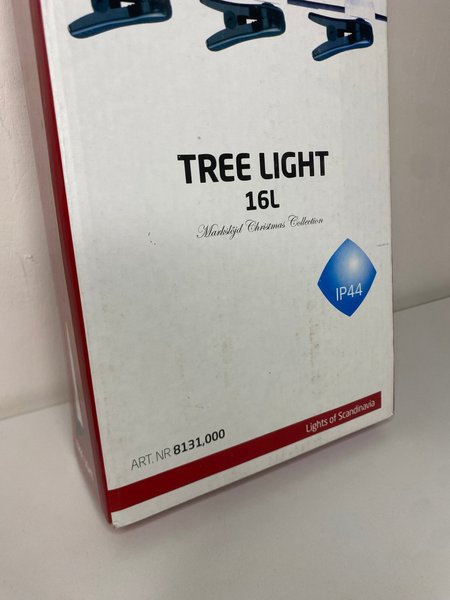 TREE LIGHT
16L
Markslöjd Christmas Collection
IP44
ART. NR 8131,000
Lights of Scandinavia